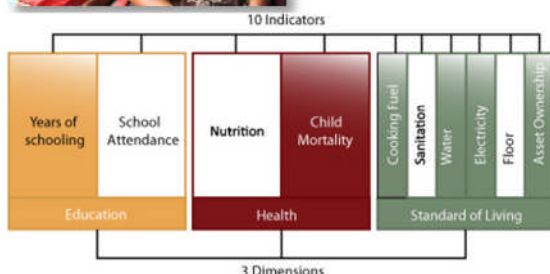 10 Indicators
Years of
schooling
School
Attendance
Nutrition
Child
Mortality
Cooking Fuel
Sanitation
Water
Electricity
Floor
Asset Ownership
Education
Health
Standard of Living
3 Dimensions